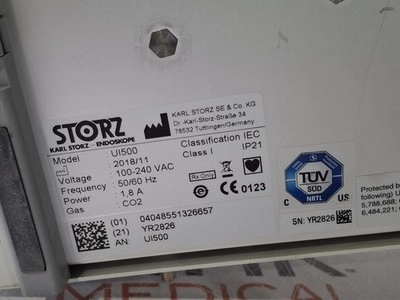 STORZ
KARL STORZ—ENDOSKOPE
KARL STORZ SE & Co. KG
Dr.-Karl-Storz-Straße 34
78532 Tuttlingen/Germany
Model : UI500
2018/11
Voltage : 100-240 VAC
Frequency : 50/60 Hz
Power : 1,8 A
Gas : CO2
Classification IEC
Class I IP21
Rx Only
CE 0123
(01) 04048551326657
(21) YR2826
AN: UI500
TÜV
SÜD
NRTL
C US
SN: YR2826
Protected by
following) U
5,788,688;
6,484,221;
MEDICAL